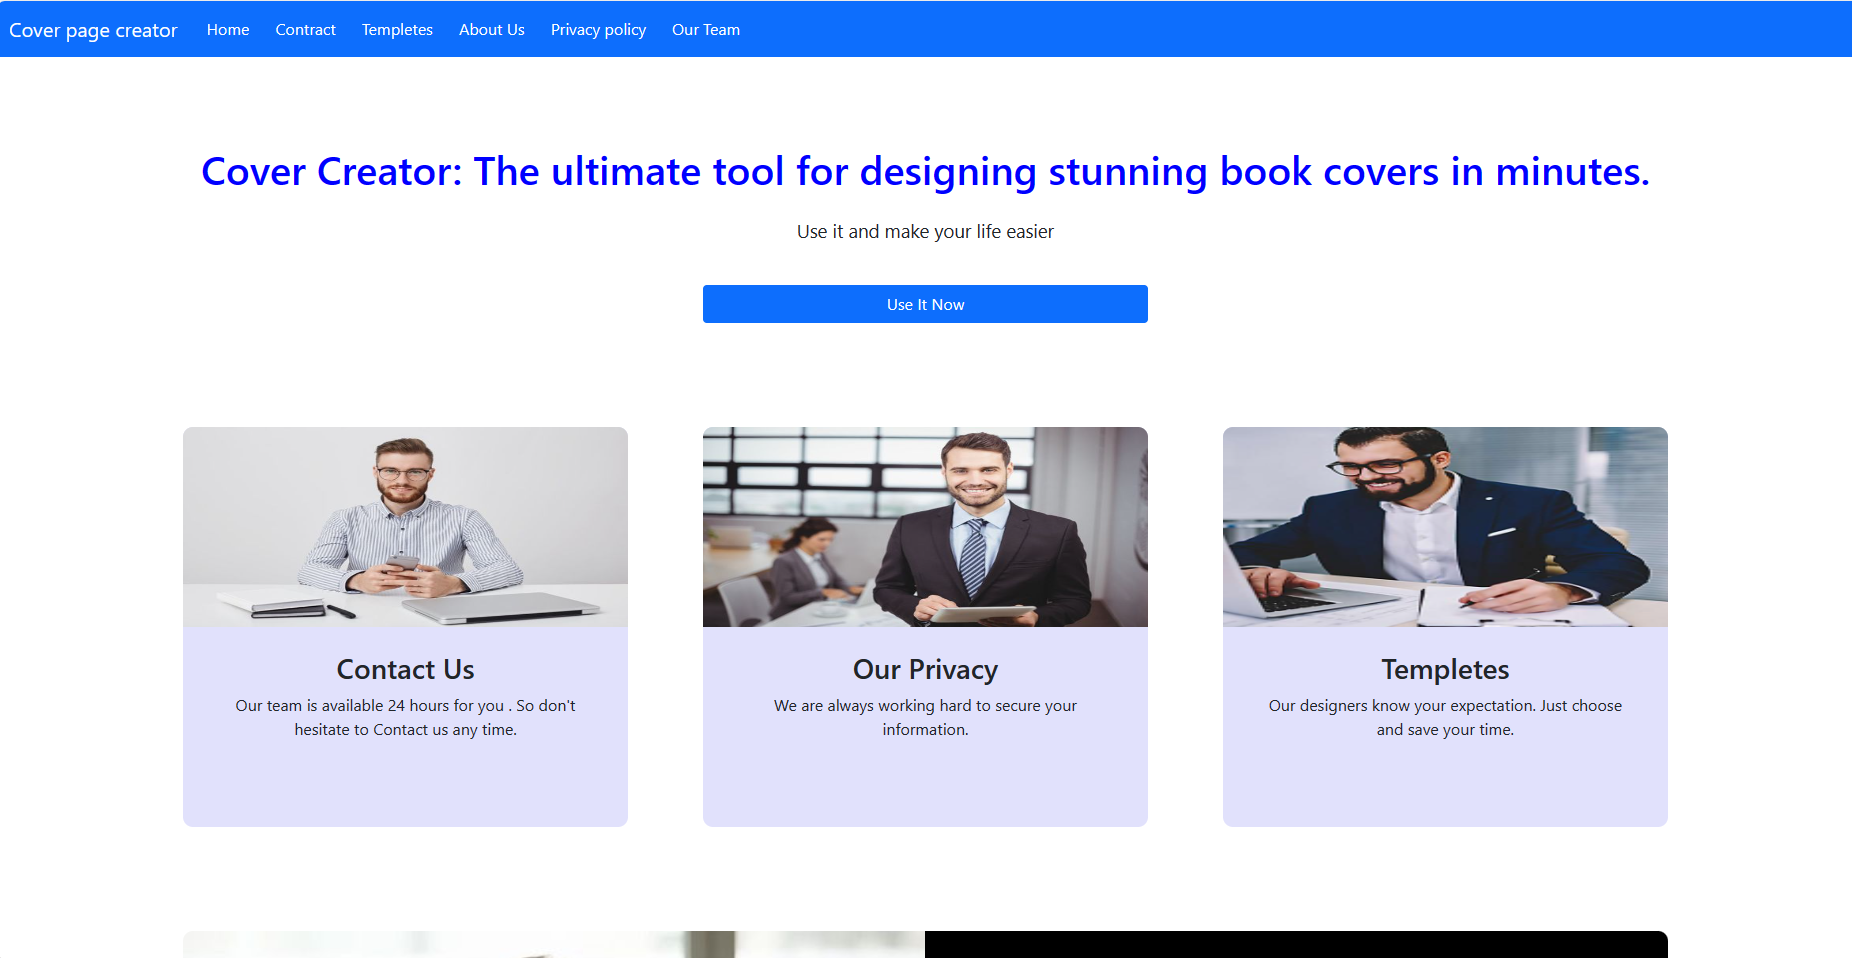 Cover page creator Home Contract Templetes About Us Privacy policy Our Team
Cover Creator: The ultimate tool for designing stunning book covers in minutes.
Use it and make your life easier
Use It Now
Contact Us
Our team is available 24 hours for you . So don't
hesitate to Contact us any time.
Our Privacy
We are always working hard to secure your
information.
Templetes
Our designers know your expectation. Just choose
and save your time.